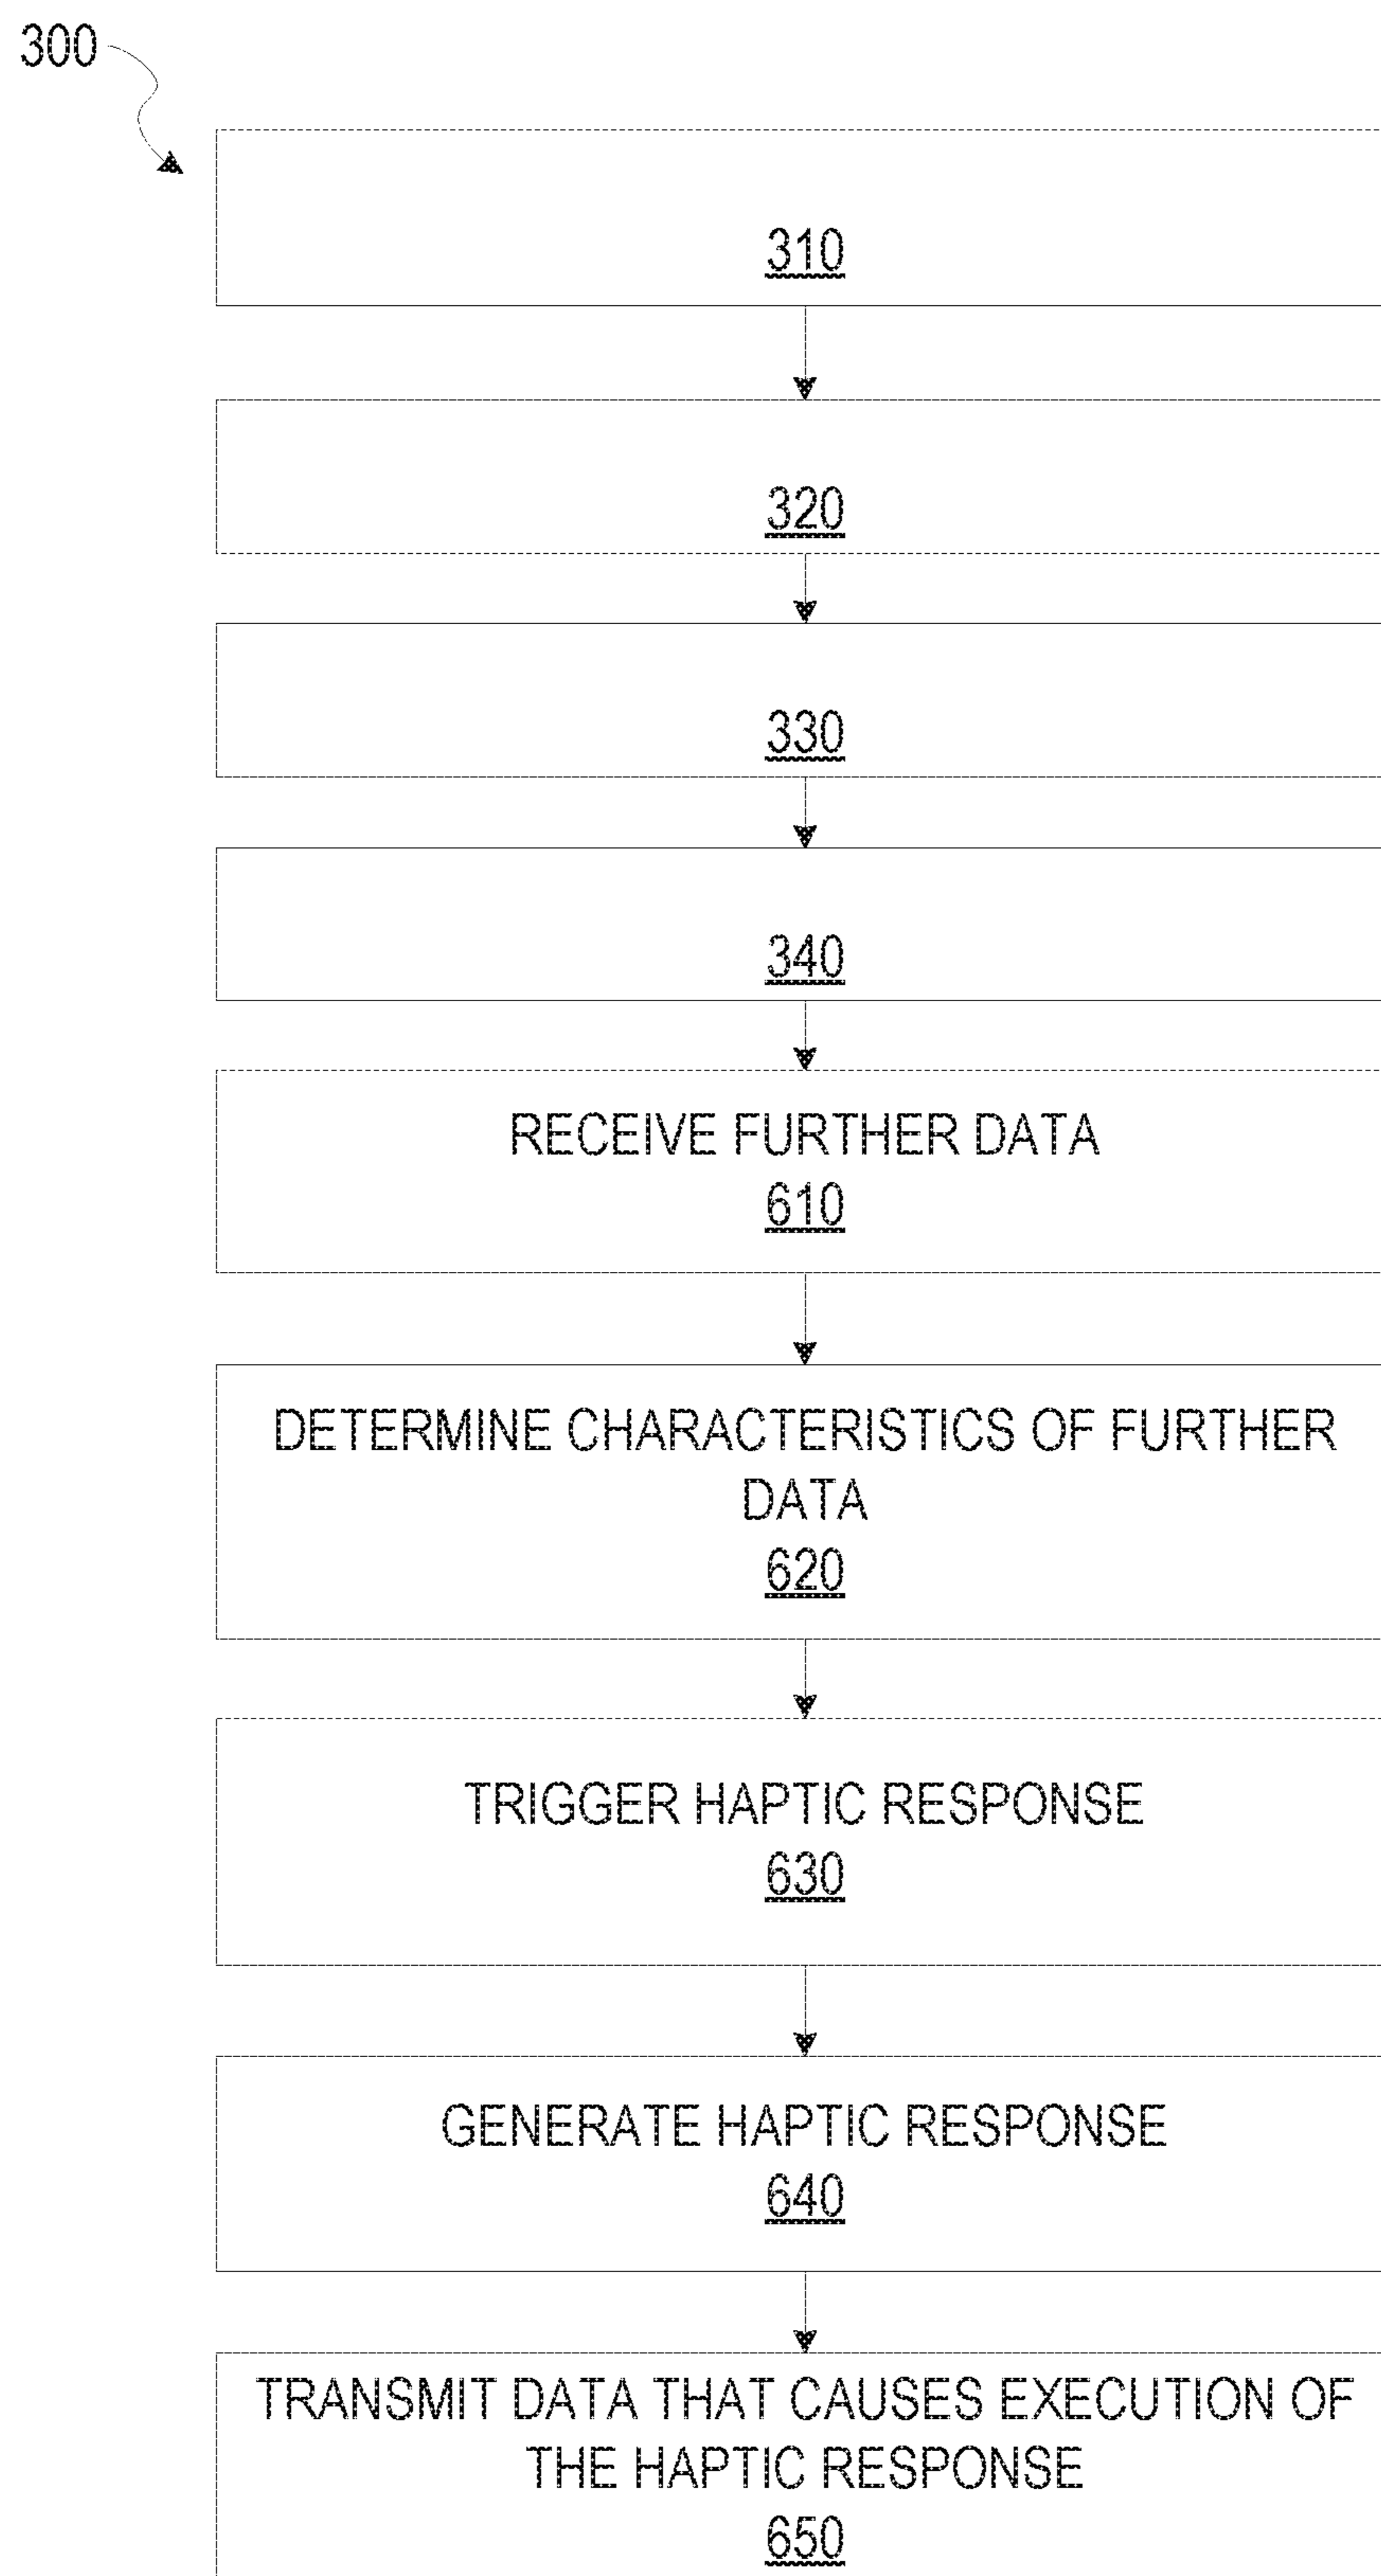 300
310
320
330
340
RECEIVE FURTHER DATA
610
DETERMINE CHARACTERISTICS OF FURTHER
DATA
620
TRIGGER HAPTIC RESPONSE
630
GENERATE HAPTIC RESPONSE
640
TRANSMIT DATA THAT CAUSES EXECUTION OF
THE HAPTIC RESPONSE
650